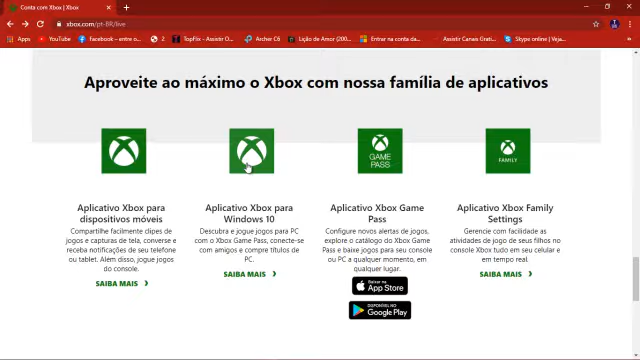 Conta com Xbox | Xbox
xbox.com/pt-BR/live
Apps YouTube facebook – entre o... 2 TopFlix - Assistir O... Archer C6 Lição de Amor (200... Entrar na conta da... Assistir Canais Grati... Skype online | Veja...
Aproveite ao máximo o Xbox com nossa família de aplicativos
GAME
PASS
FAMILY
Aplicativo Xbox para
dispositivos móveis
Compartilhe facilmente clipes de
jogos e capturas de tela, converse e
receba notificações de seu telefone
ou tablet. Além disso, jogue jogos
do console.
SAIBA MAIS
Aplicativo Xbox para
Windows 10
Descubra e jogue jogos para PC
com o Xbox Game Pass, conecte-se
com amigos e compre títulos de
PC.
SAIBA MAIS
Aplicativo Xbox Game
Pass
Configure novos alertas de jogos,
explore o catálogo do Xbox Game
Pass e baixe jogos para seu console
ou PC a qualquer momento, em
qualquer lugar.
Baixar na
App Store
DISPONÍVEL NO
Google Play
Aplicativo Xbox Family
Settings
Gerencie com facilidade as
atividades de jogo de seus filhos no
console Xbox tudo em seu celular e
em tempo real.
SAIBA MAIS